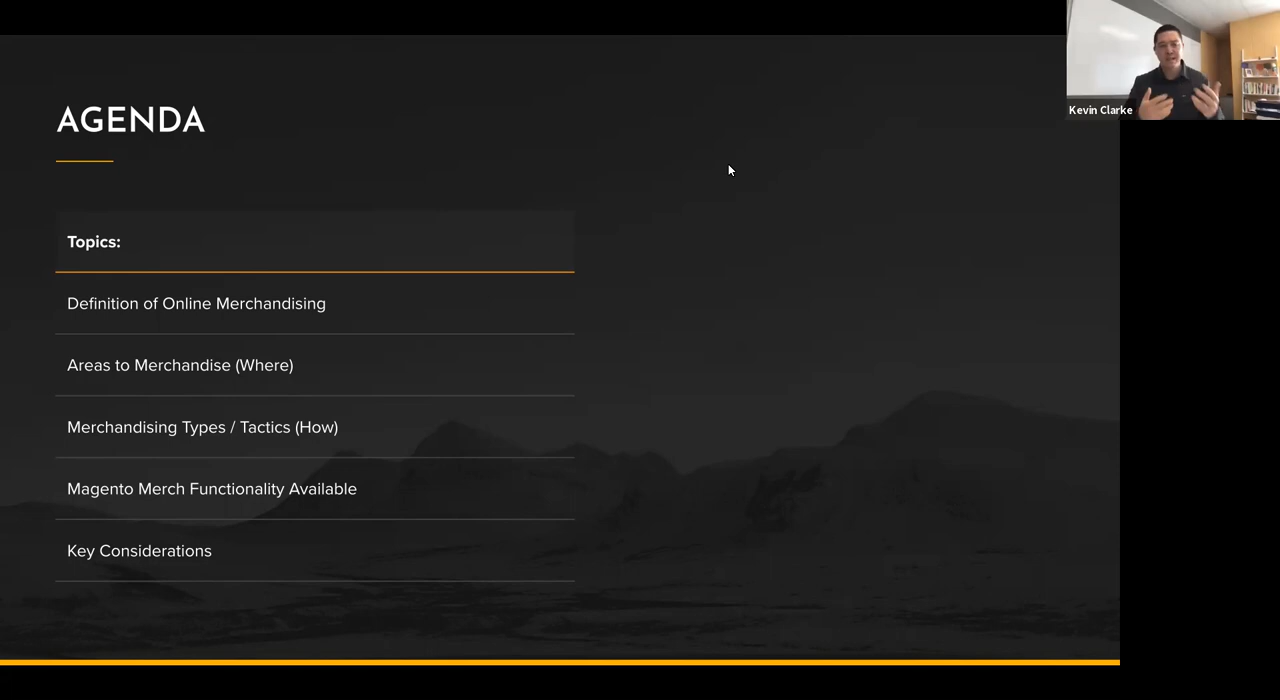 Kevin Clarke
AGENDA
Topics:
Definition of Online Merchandising
Areas to Merchandise (Where)
Merchandising Types / Tactics (How)
Magento Merch Functionality Available
Key Considerations